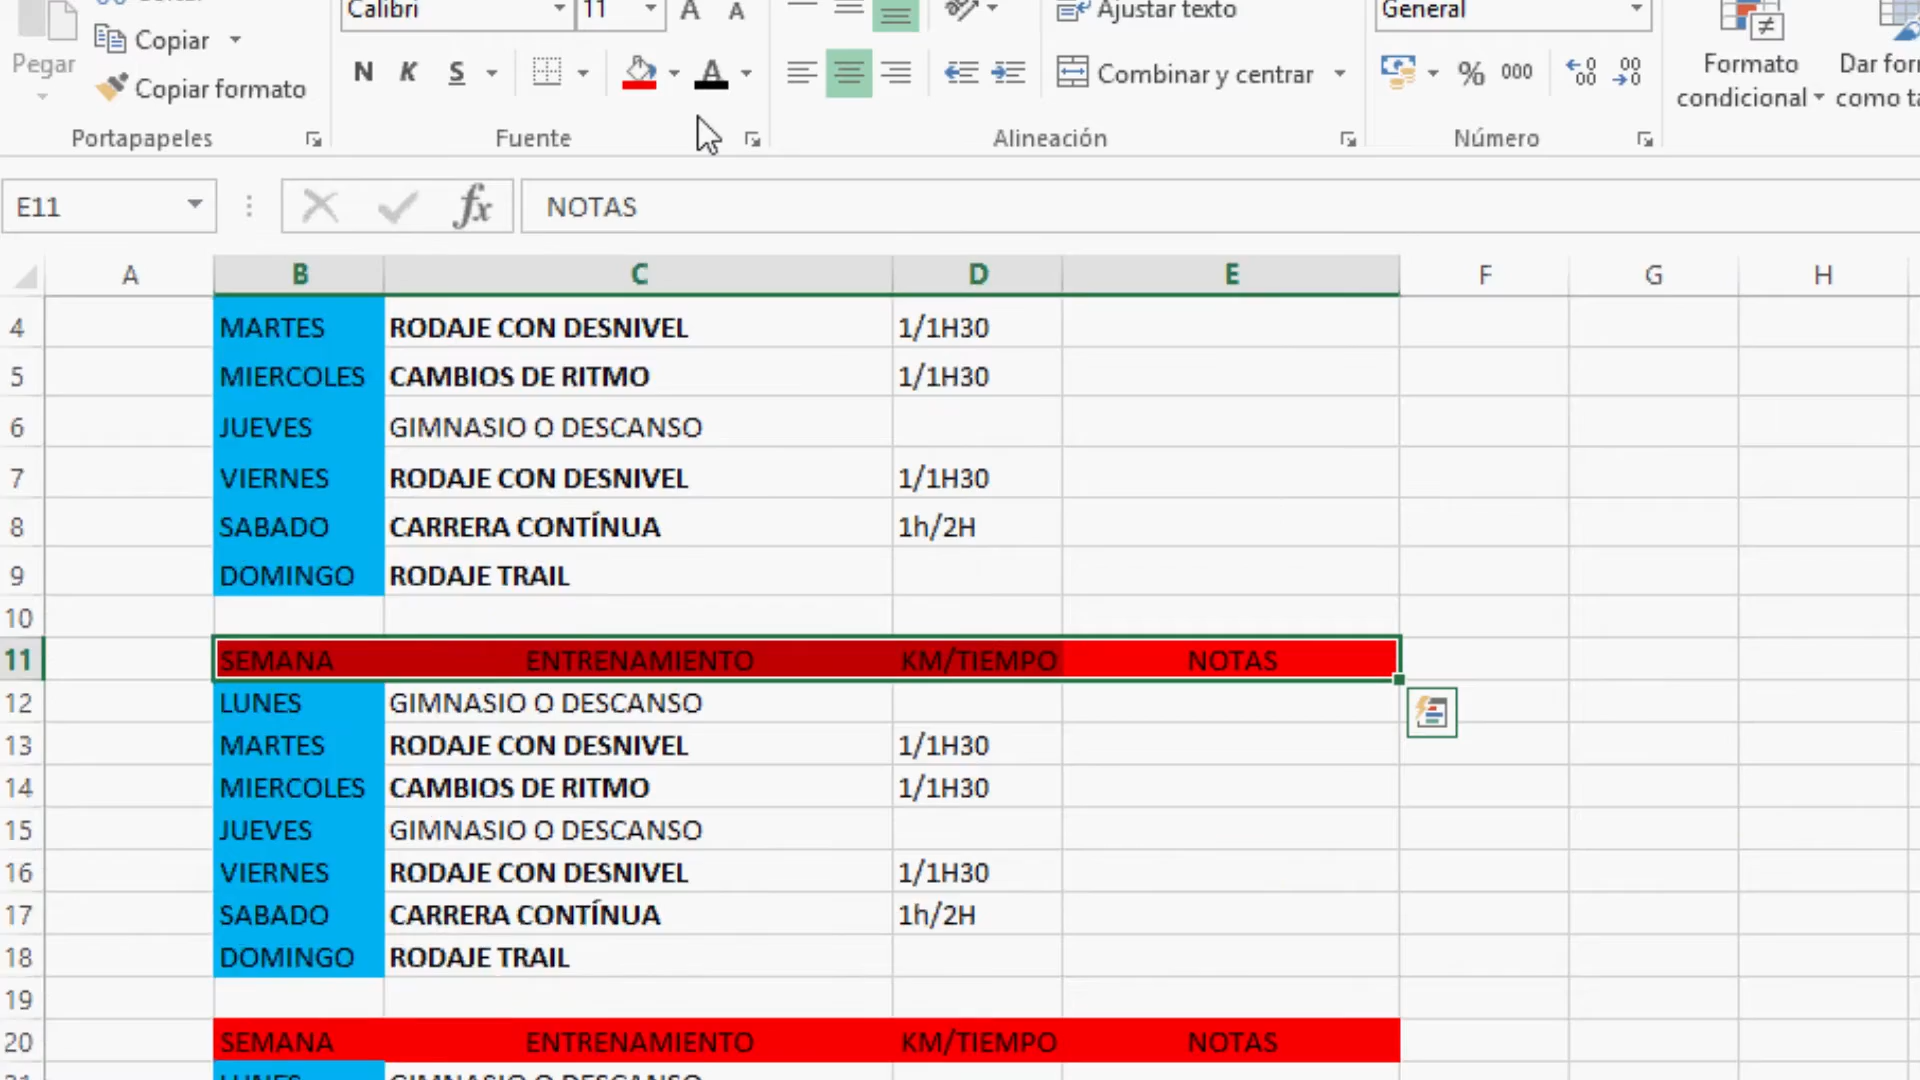 Calibri 11 Ajustar texto General
Pegar Copiar Formato Dar
Copiar formato N K S A Combinar y centrar % 000 condicional como
Portapapeles Fuente Alineación Número
E11 fx NOTAS
A B C D E F G H
4 MARTES RODAJE CON DESNIVEL 1/1H30
5 MIERCOLES CAMBIOS DE RITMO 1/1H30
6 JUEVES GIMNASIO O DESCANSO
7 VIERNES RODAJE CON DESNIVEL 1/1H30
8 SABADO CARRERA CONTÍNUA 1h/2H
9 DOMINGO RODAJE TRAIL
10
11 SEMANA ENTRENAMIENTO KM/TIEMPO NOTAS
12 LUNES GIMNASIO O DESCANSO
13 MARTES RODAJE CON DESNIVEL 1/1H30
14 MIERCOLES CAMBIOS DE RITMO 1/1H30
15 JUEVES GIMNASIO O DESCANSO
16 VIERNES RODAJE CON DESNIVEL 1/1H30
17 SABADO CARRERA CONTÍNUA 1h/2H
18 DOMINGO RODAJE TRAIL
19
20 SEMANA ENTRENAMIENTO KM/TIEMPO NOTAS